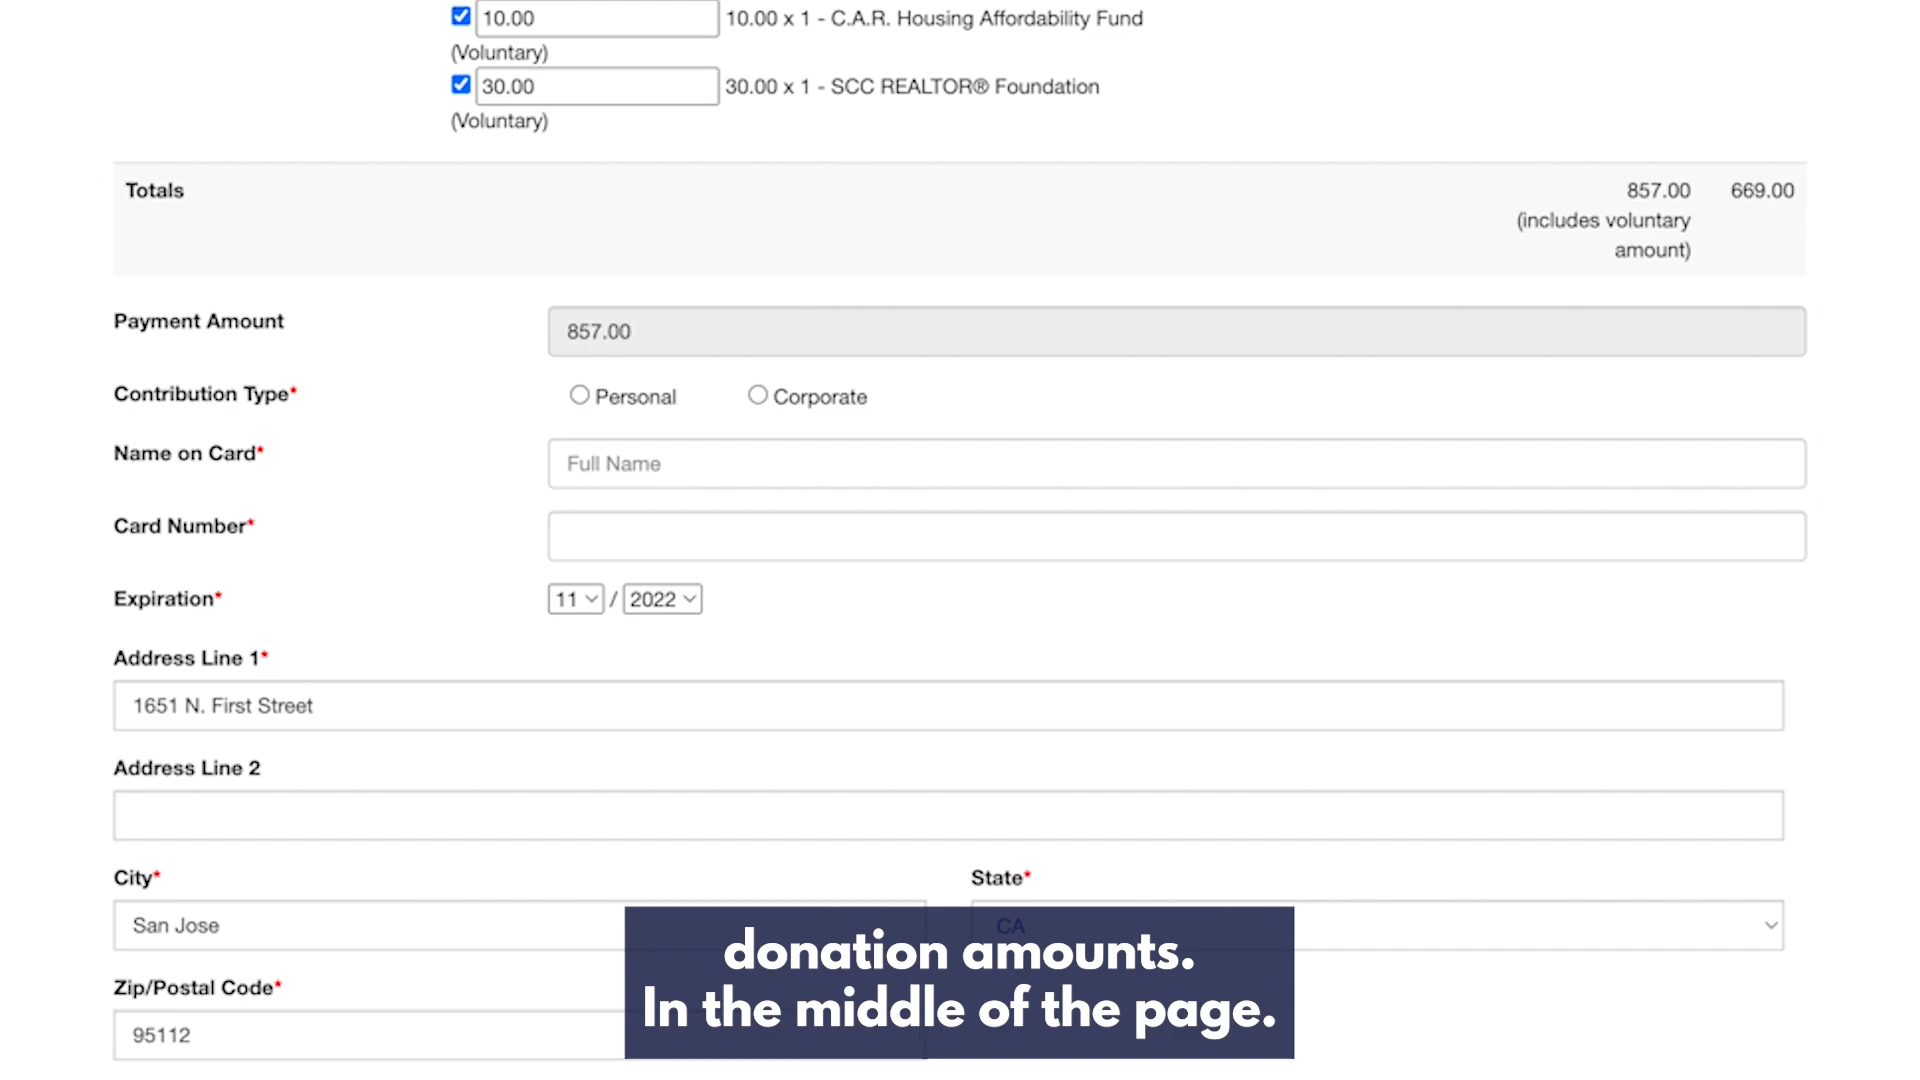 10.00 10.00 x 1 - C.A.R. Housing Affordability Fund
(Voluntary)
30.00 30.00 x 1 - SCC REALTOR® Foundation
(Voluntary)
Totals 857.00 669.00
(includes voluntary
amount)
Payment Amount 857.00
Contribution Type* Personal Corporate
Name on Card* Full Name
Card Number*
Expiration* 11 / 2022
Address Line 1*
1651 N. First Street
Address Line 2
City* State*
San Jose CA
Zip/Postal Code*
95112
donation amounts.
In the middle of the page.